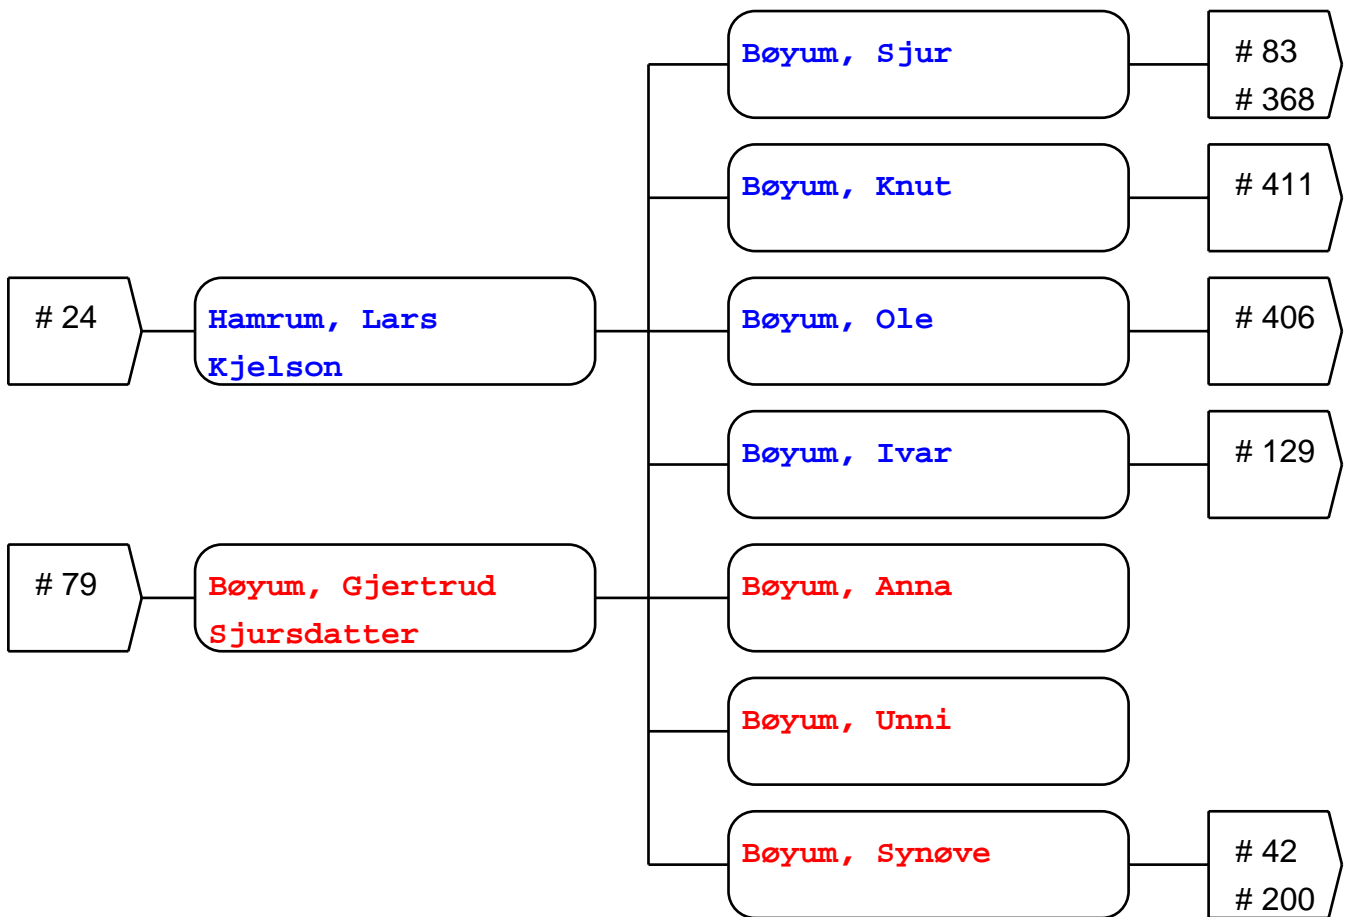 Bøyum, Sjur
# 83
# 368
Bøyum, Knut
# 411
# 24
Hamrum, Lars
Kjelson
Bøyum, Ole
# 406
Bøyum, Ivar
# 129
# 79
Bøyum, Gjertrud
Sjursdatter
Bøyum, Anna
Bøyum, Unni
Bøyum, Synøve
# 42
# 200